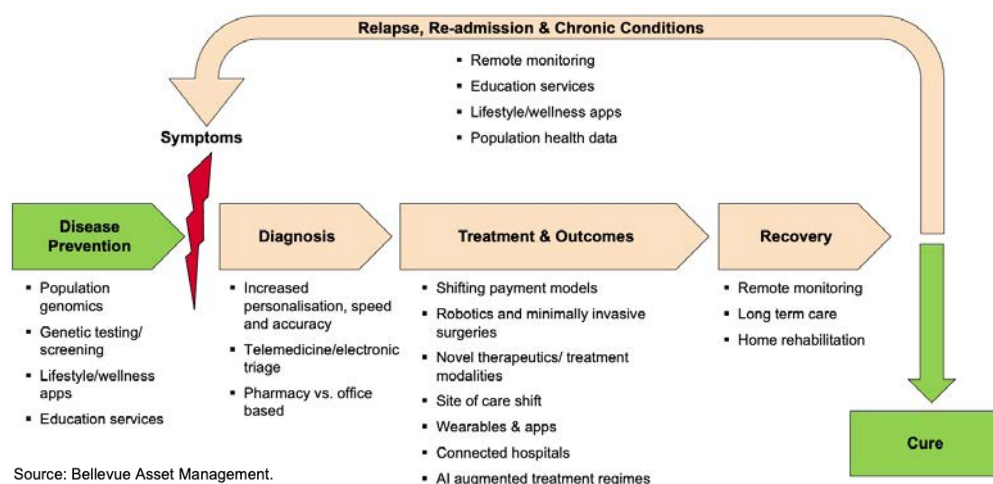 Relapse, Re-admission & Chronic Conditions
▪ Remote monitoring
▪ Education services
▪ Lifestyle/wellness apps
▪ Population health data
Symptoms
Disease
Prevention
▪ Population
genomics
▪ Genetic testing/
screening
▪ Lifestyle/wellness
apps
▪ Education services
Diagnosis
▪ Increased
personalisation, speed
and accuracy
▪ Telemedicine/electronic
triage
▪ Pharmacy vs. office
based
Treatment & Outcomes
▪ Shifting payment models
▪ Robotics and minimally invasive
surgeries
▪ Novel therapeutics/ treatment
modalities
▪ Site of care shift
▪ Wearables & apps
▪ Connected hospitals
▪ AI augmented treatment regimes
Recovery
▪ Remote monitoring
▪ Long term care
▪ Home rehabilitation
Cure
Source: Bellevue Asset Management.